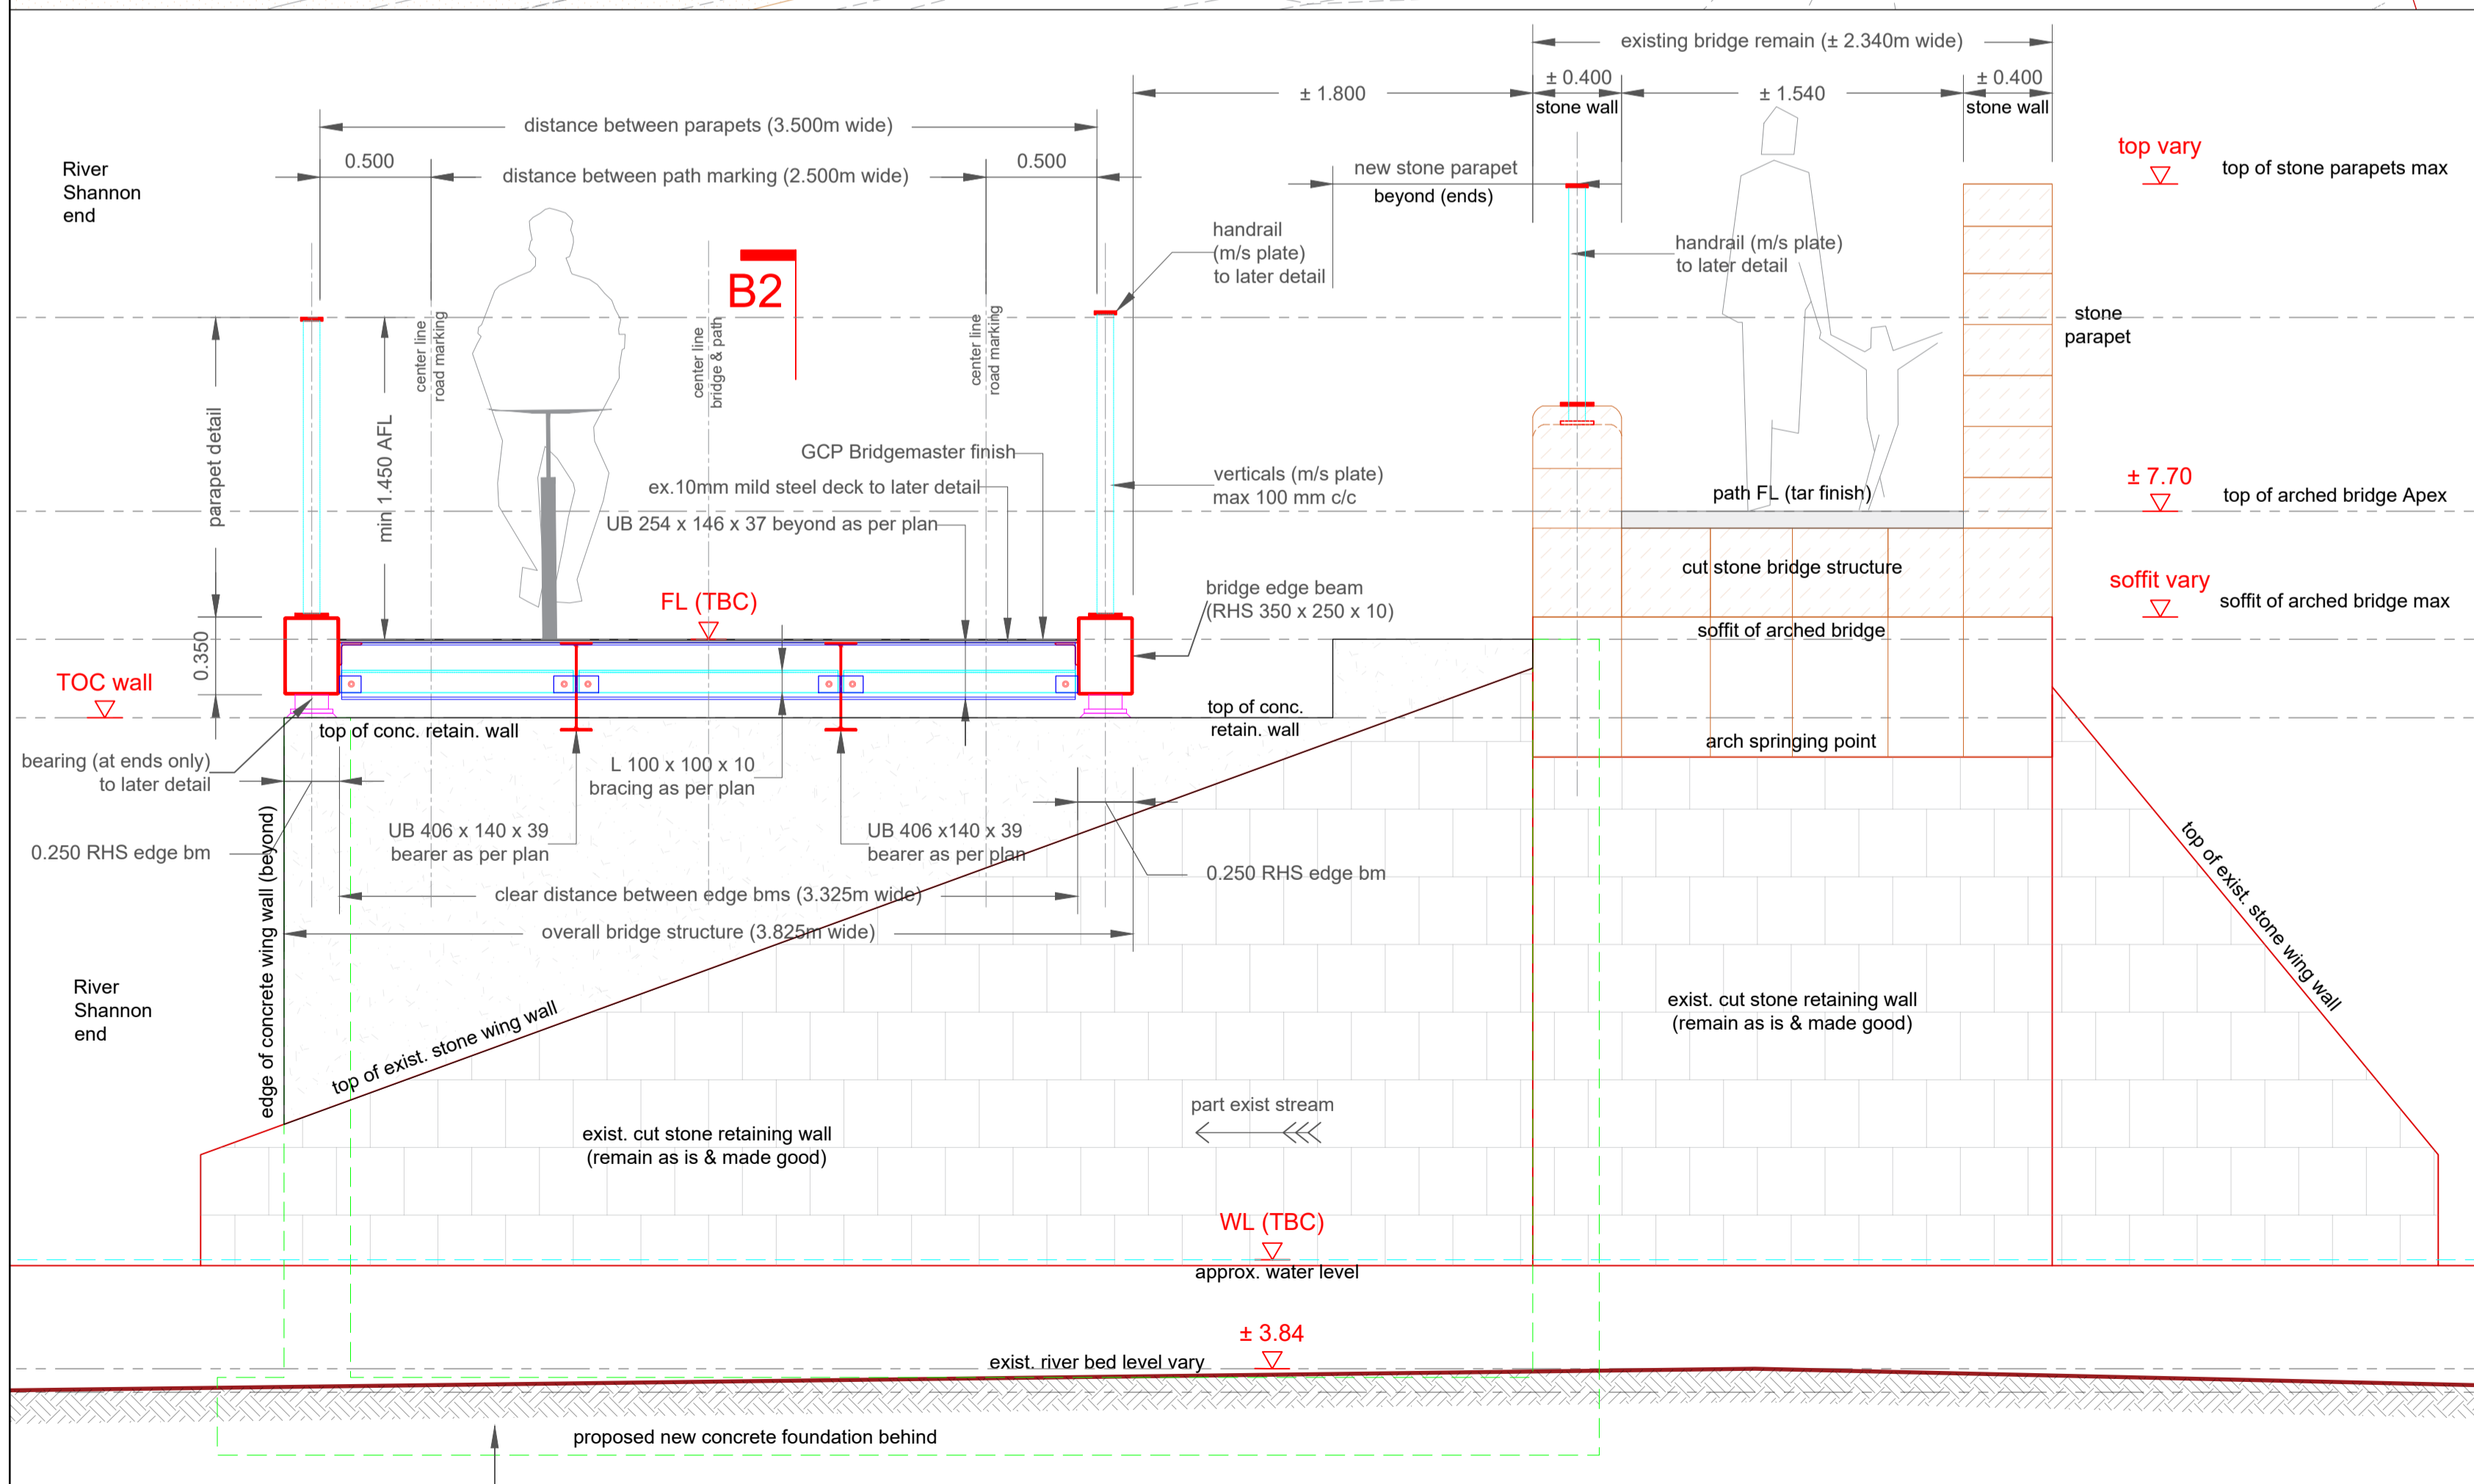 existing bridge remain (± 2.340m wide)
± 0.400
stone wall
± 1.540
± 0.400
stone wall
± 1.800
distance between parapets (3.500m wide)
0.500
distance between path marking (2.500m wide)
0.500
River
Shannon
end
new stone parapet
beyond (ends)
top vary
top of stone parapets max
B2
handrail
(m/s plate)
to later detail
handrail (m/s plate)
to later detail
stone
parapet
center line
road marking
center line
bridge & path
center line
road marking
parapet detail
min 1.450 AFL
GCP Bridgemaster finish
ex.10mm mild steel deck to later detail
UB 254 x 146 x 37 beyond as per plan
verticals (m/s plate)
max 100 mm c/c
path FL (tar finish)
± 7.70
top of arched bridge Apex
cut stone bridge structure
FL (TBC)
bridge edge beam
(RHS 350 x 250 x 10)
soffit vary
soffit of arched bridge max
soffit of arched bridge
0.350
TOC wall
top of conc. retain. wall
top of conc.
retain. wall
arch springing point
bearing (at ends only)
to later detail
L 100 x 100 x 10
bracing as per plan
UB 406 x 140 x 39
bearer as per plan
UB 406 x140 x 39
bearer as per plan
0.250 RHS edge bm
0.250 RHS edge bm
clear distance between edge bms (3.325m wide)
overall bridge structure (3.825m wide)
edge of concrete wing wall (beyond)
top of exist. stone wing wall
top of exist. stone wing wall
River
Shannon
end
exist. cut stone retaining wall
(remain as is & made good)
part exist stream
exist. cut stone retaining wall
(remain as is & made good)
WL (TBC)
approx. water level
± 3.84
exist. river bed level vary
proposed new concrete foundation behind